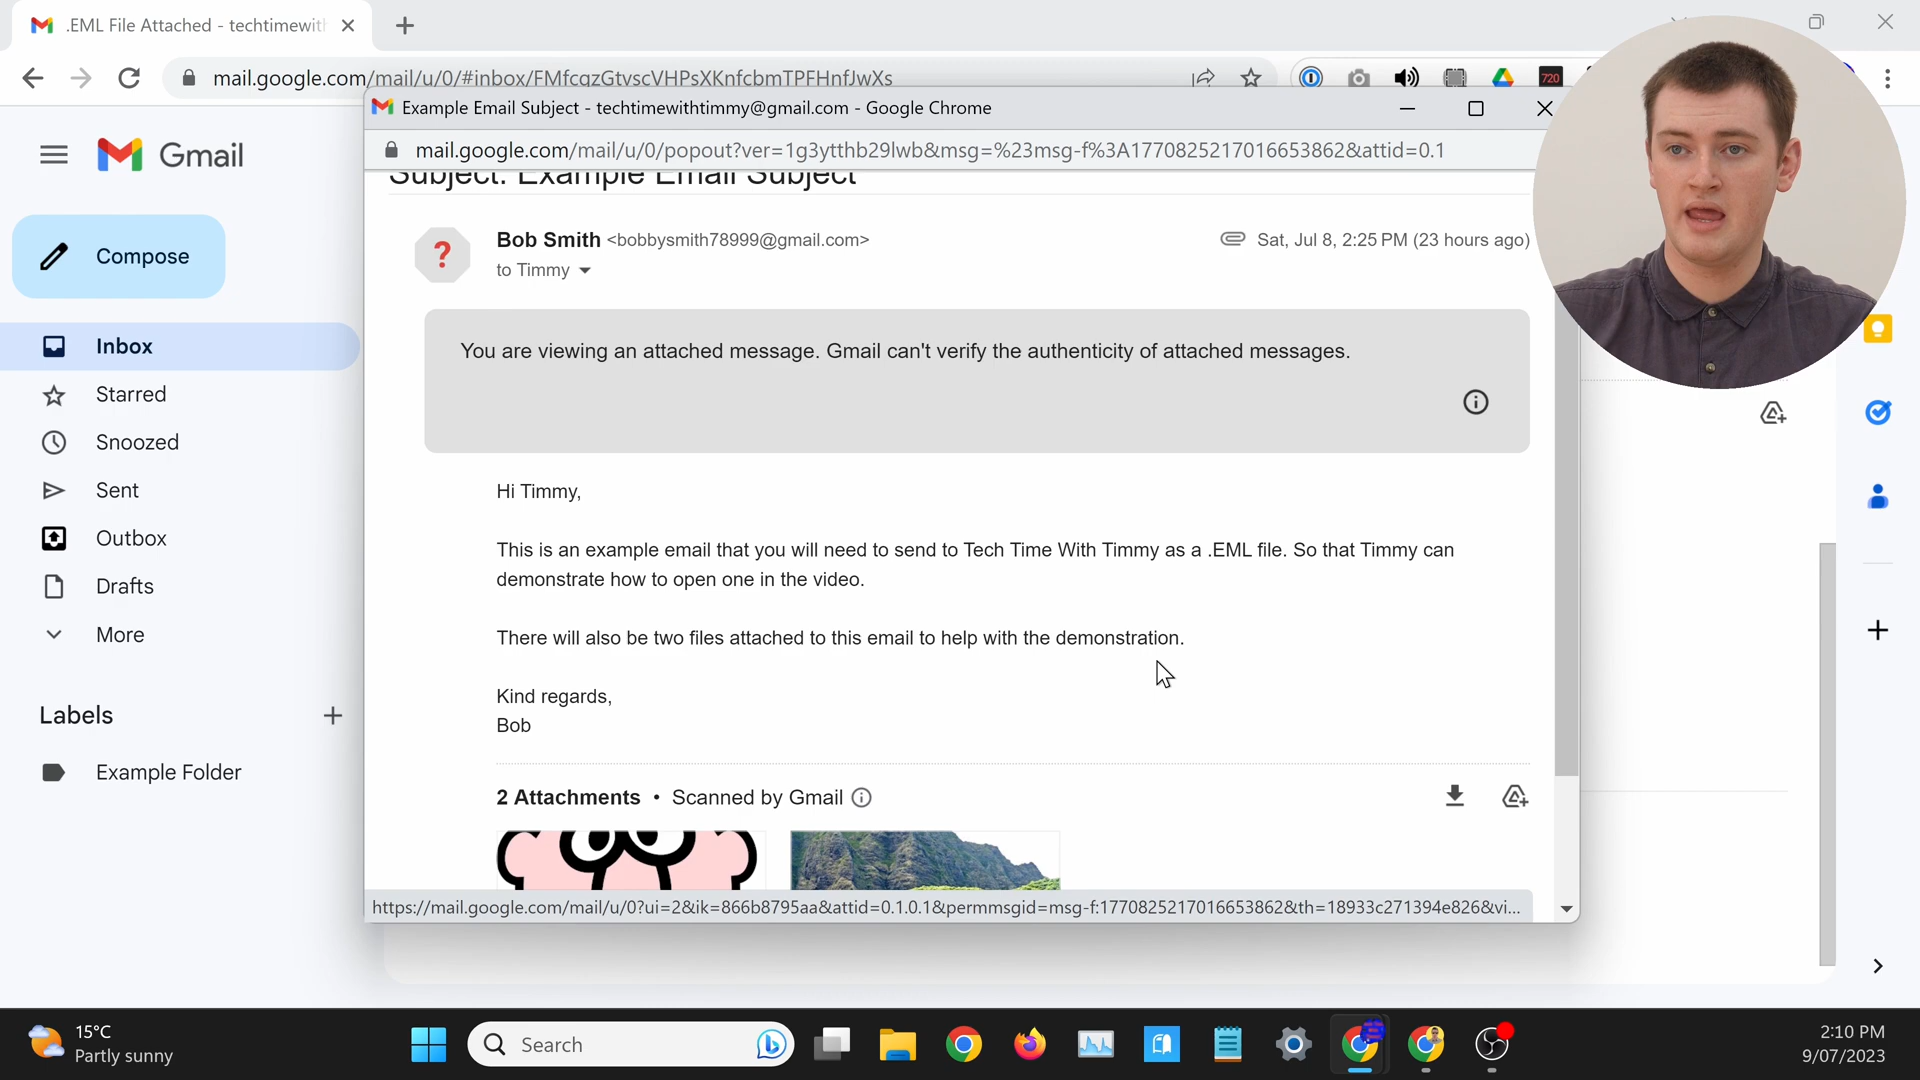 .EML File Attached - techtimewith
mail.google.com/mail/u/0/#inbox/FMfcgzGtvscVHPsXKnfcbmTPFHnfJwXs
720
Example Email Subject - techtimewithtimmy@gmail.com - Google Chrome
mail.google.com/mail/u/0/popout?ver=1g3ytthb29lwb&msg=%23msg-f%3A1770825217016653862&attid=0.1
Gmail
Subject: Example Email Subject
Compose
Bob Smith <bobbysmith78999@gmail.com>
Sat, Jul 8, 2:25 PM (23 hours ago)
to Timmy
You are viewing an attached message. Gmail can't verify the authenticity of attached messages.
Inbox
Starred
Snoozed
Sent
Outbox
Drafts
More
Labels
Example Folder
Hi Timmy,
This is an example email that you will need to send to Tech Time With Timmy as a .EML file. So that Timmy can
demonstrate how to open one in the video.
There will also be two files attached to this email to help with the demonstration.
Kind regards,
Bob
2 Attachments • Scanned by Gmail
https://mail.google.com/mail/u/0?ui=2&ik=866b8795aa&attid=0.1.0.1&permmsgid=msg-f:1770825217016653862&th=18933c271394e826&vi...
15°C
Partly sunny
Search
2:10 PM
9/07/2023